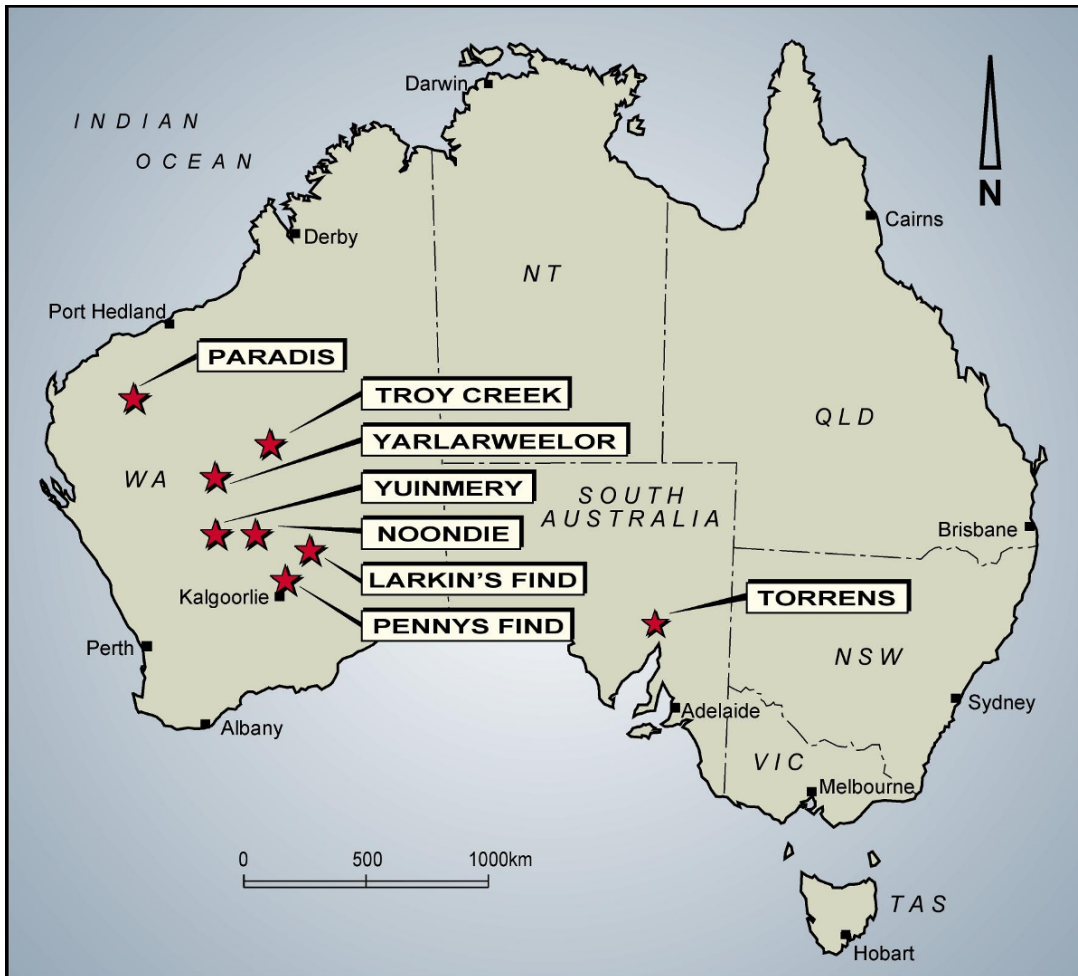 Darwin
INDIAN
OCEAN
N
Cairns
Derby
NT
Port Hedland
PARADIS
TROY CREEK
QLD
YARLARWEELOR
WA
YUINMERY
SOUTH
AUSTRALIA
NOONDIE
Brisbane
LARKIN'S FIND
Kalgoorlie
TORRENS
PENNYS FIND
Perth
NSW
Sydney
Adelaide
Albany
VIC
Melbourne
0 500 1000km
TAS
Hobart